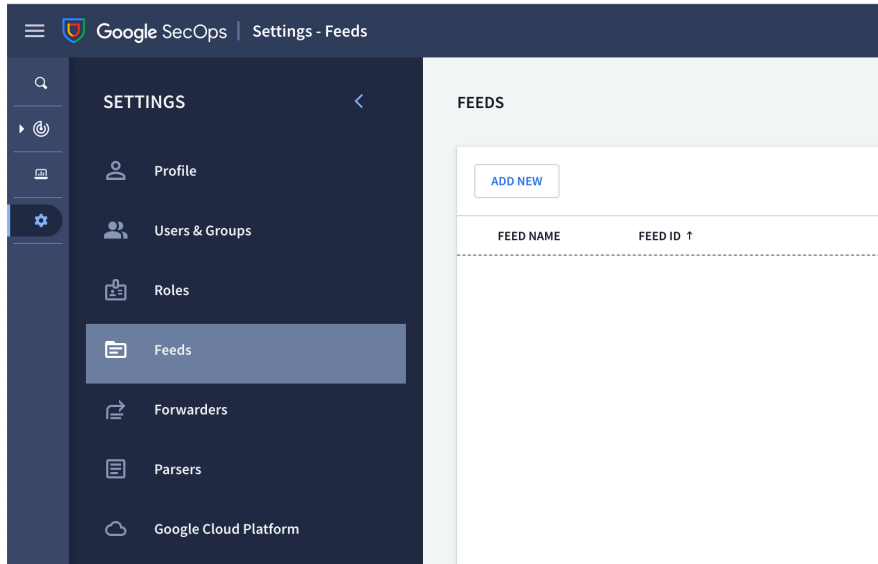 Google SecOps | Settings - Feeds
SETTINGS
Profile
Users & Groups
Roles
Feeds
Forwarders
Parsers
Google Cloud Platform
FEEDS
ADD NEW
FEED NAME FEED ID ↑